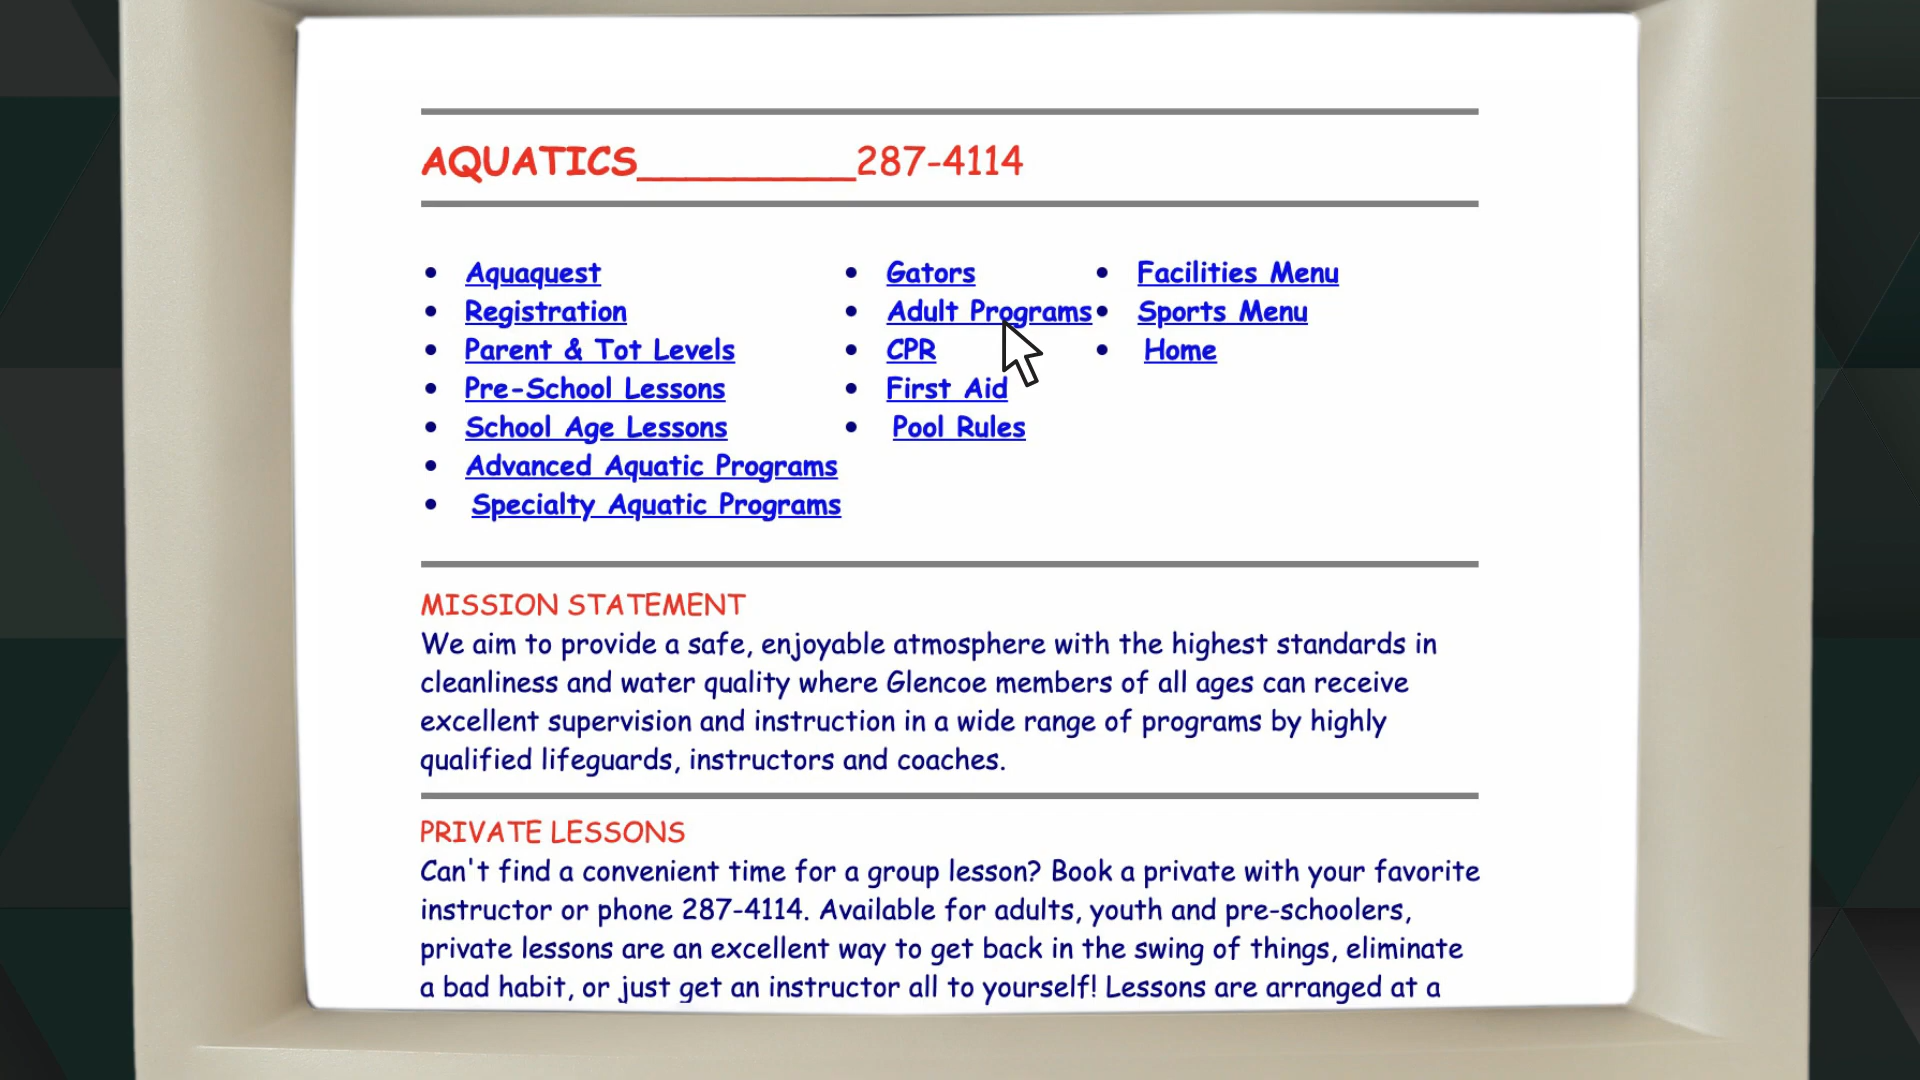 AQUATICS_________287-4114
Aquaquest
Registration
Parent & Tot Levels
Pre-School Lessons
School Age Lessons
Advanced Aquatic Programs
Specialty Aquatic Programs
Gators
Adult Programs
CPR
First Aid
Pool Rules
Facilities Menu
Sports Menu
Home
MISSION STATEMENT
We aim to provide a safe, enjoyable atmosphere with the highest standards in
cleanliness and water quality where Glencoe members of all ages can receive
excellent supervision and instruction in a wide range of programs by highly
qualified lifeguards, instructors and coaches.
PRIVATE LESSONS
Can't find a convenient time for a group lesson? Book a private with your favorite
instructor or phone 287-4114. Available for adults, youth and pre-schoolers,
private lessons are an excellent way to get back in the swing of things, eliminate
a bad habit, or just get an instructor all to yourself! Lessons are arranged at a